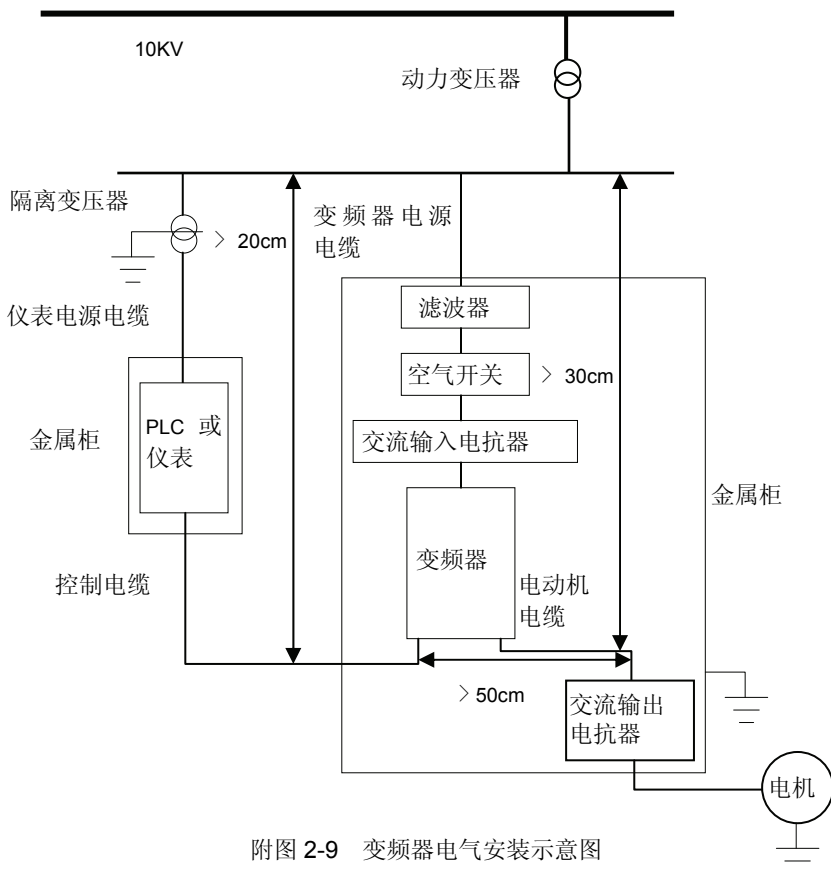 10KV
动力变压器
隔离变压器
﹥ 20cm
变频器电源
电缆
仪表电源电缆
滤波器
空气开关
﹥ 30cm
PLC 或
仪表
金属柜
交流输入电抗器
金属柜
变频器
控制电缆
电动机
电缆
﹥50cm
交流输出
电抗器
电机
附图 2-9 变频器电气安装示意图